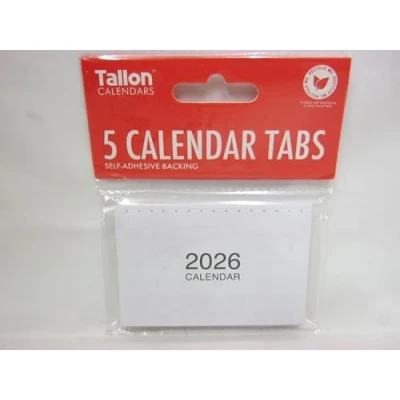 Tallon
CALENDARS
5 CALENDAR TABS
SELF-ADHESIVE BACKING
2026
CALENDAR